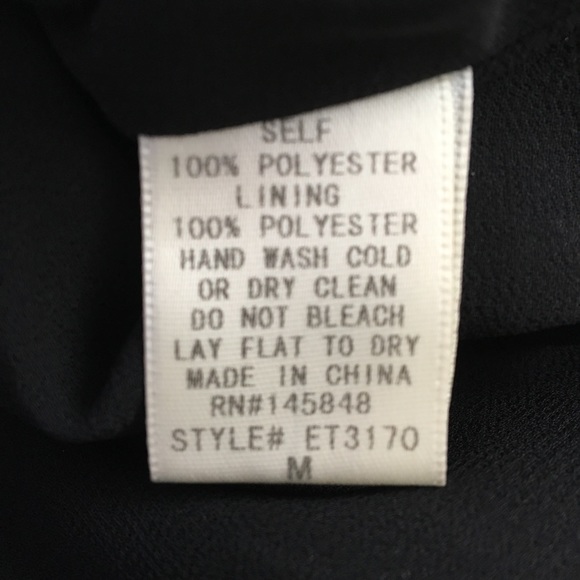 SELF
100% POLYESTER
LINING
100% POLYESTER
HAND WASH COLD
OR DRY CLEAN
DO NOT BLEACH
LAY FLAT TO DRY
MADE IN CHINA
RN#145848
STYLE# ET3170
M